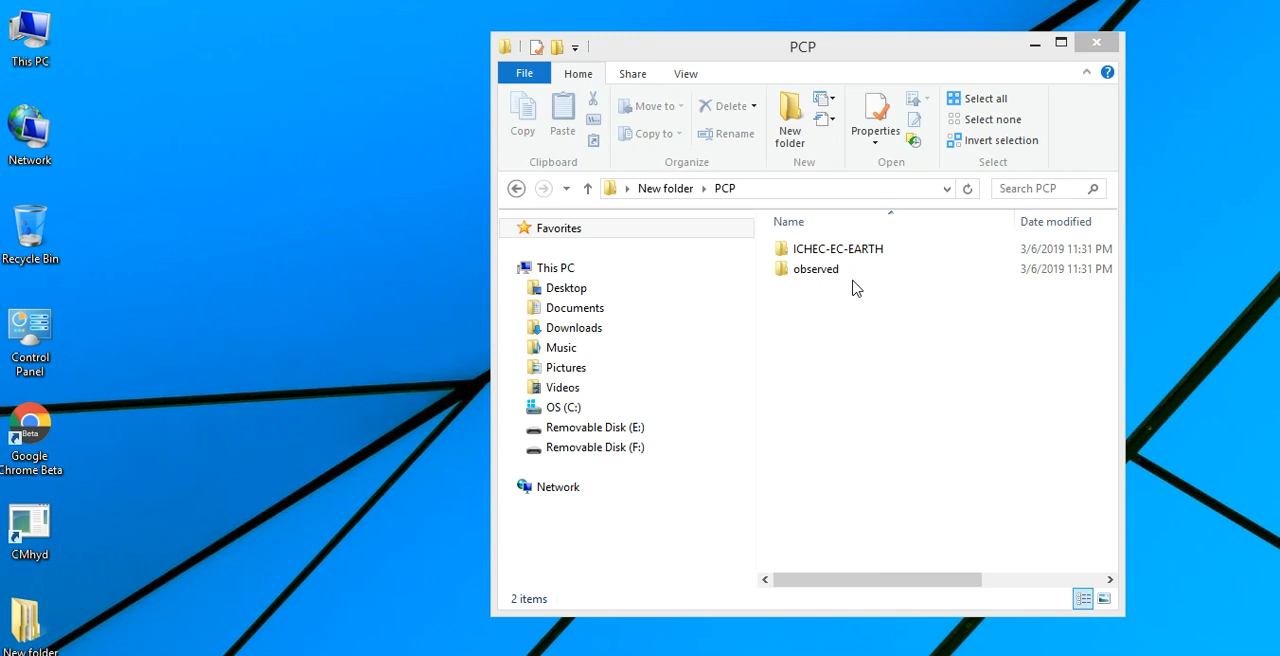 This PC
Network
Recycle Bin
Control
Panel
Beta
Google
Chrome Beta
CMhyd
New folder
PCP
File Home Share View
Copy
Paste
Move to
Copy to
Delete
Rename
New
folder
Properties
Select all
Select none
Invert selection
Clipboard Organize New Open Select
New folder PCP
Search PCP
Favorites
This PC
Desktop
Documents
Downloads
Music
Pictures
Videos
OS (C:)
Removable Disk (E:)
Removable Disk (F:)
Network
Name Date modified
ICHEC-EC-EARTH 3/6/2019 11:31 PM
observed 3/6/2019 11:31 PM
2 items